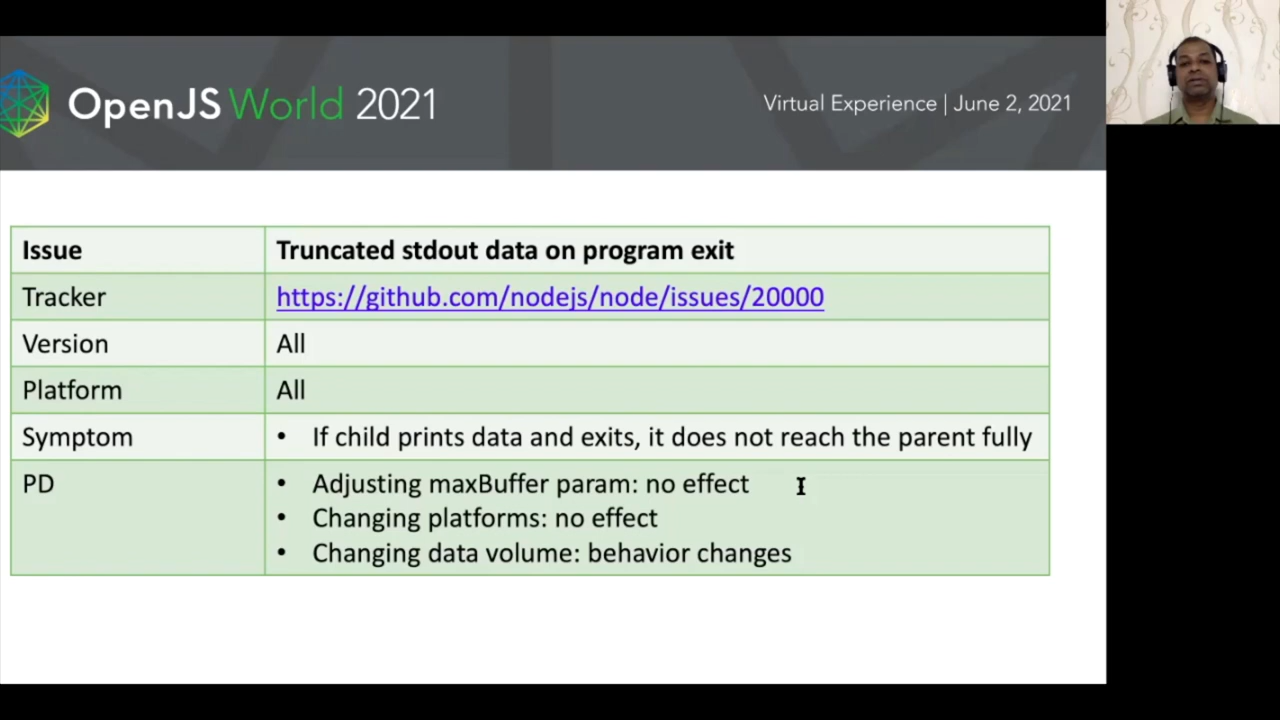 OpenJS World 2021
Virtual Experience | June 2, 2021
Issue Truncated stdout data on program exit
Tracker https://github.com/nodejs/node/issues/20000
Version All
Platform All
Symptom • If child prints data and exits, it does not reach the parent fully
PD • Adjusting maxBuffer param: no effect
• Changing platforms: no effect
• Changing data volume: behavior changes